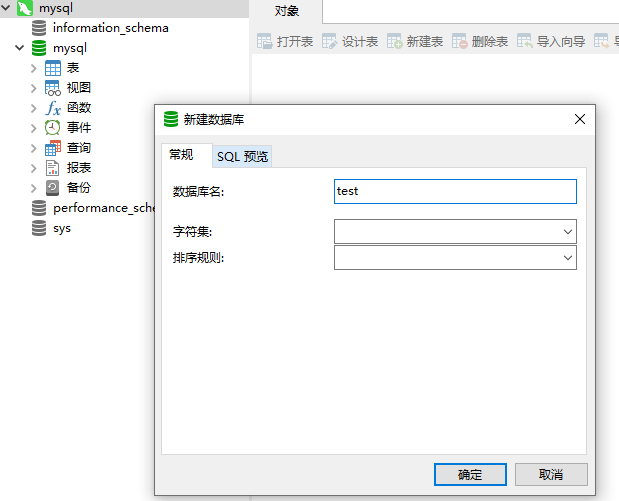 mysql
information_schema
mysql
表
视图
函数
事件
查询
报表
备份
performance_sche
sys
对象
打开表 设计表 新建表 删除表 导入向导
新建数据库
常规 SQL 预览
数据库名: test
字符集:
排序规则:
确定 取消